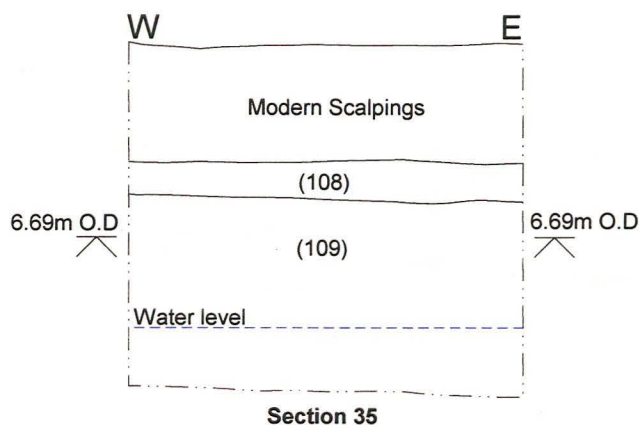 W E
Modern Scalpings
(108)
6.69m O.D 6.69m O.D
(109)
Water level
Section 35